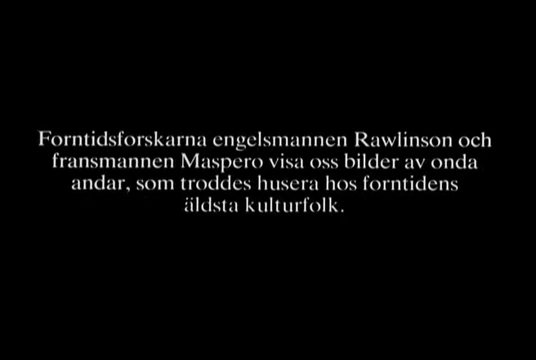 Forntidsforskarna engelsmannen Rawlinson och
fransmannen Maspero visa oss bilder av onda
andar, som troddes husera hos forntidens
äldsta kulturfolk.